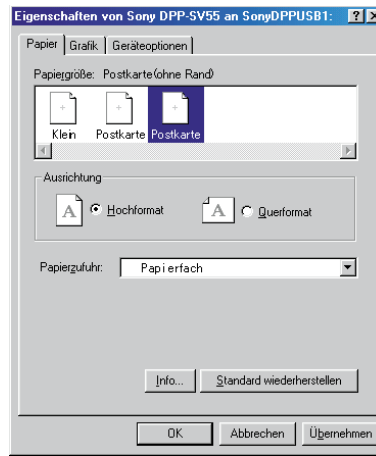 Eigenschaften von Sony DPP-SV55 an SonyDPPUSB1:
Papier Grafik Geräteoptionen
Papiergröße: Postkarte(ohne Rand)
Klein Postkarte Postkarte
Ausrichtung
A Hochformat A Querformat
Papierzufuhr: Papierfach
Info... Standard wiederherstellen
OK Abbrechen Übernehmen